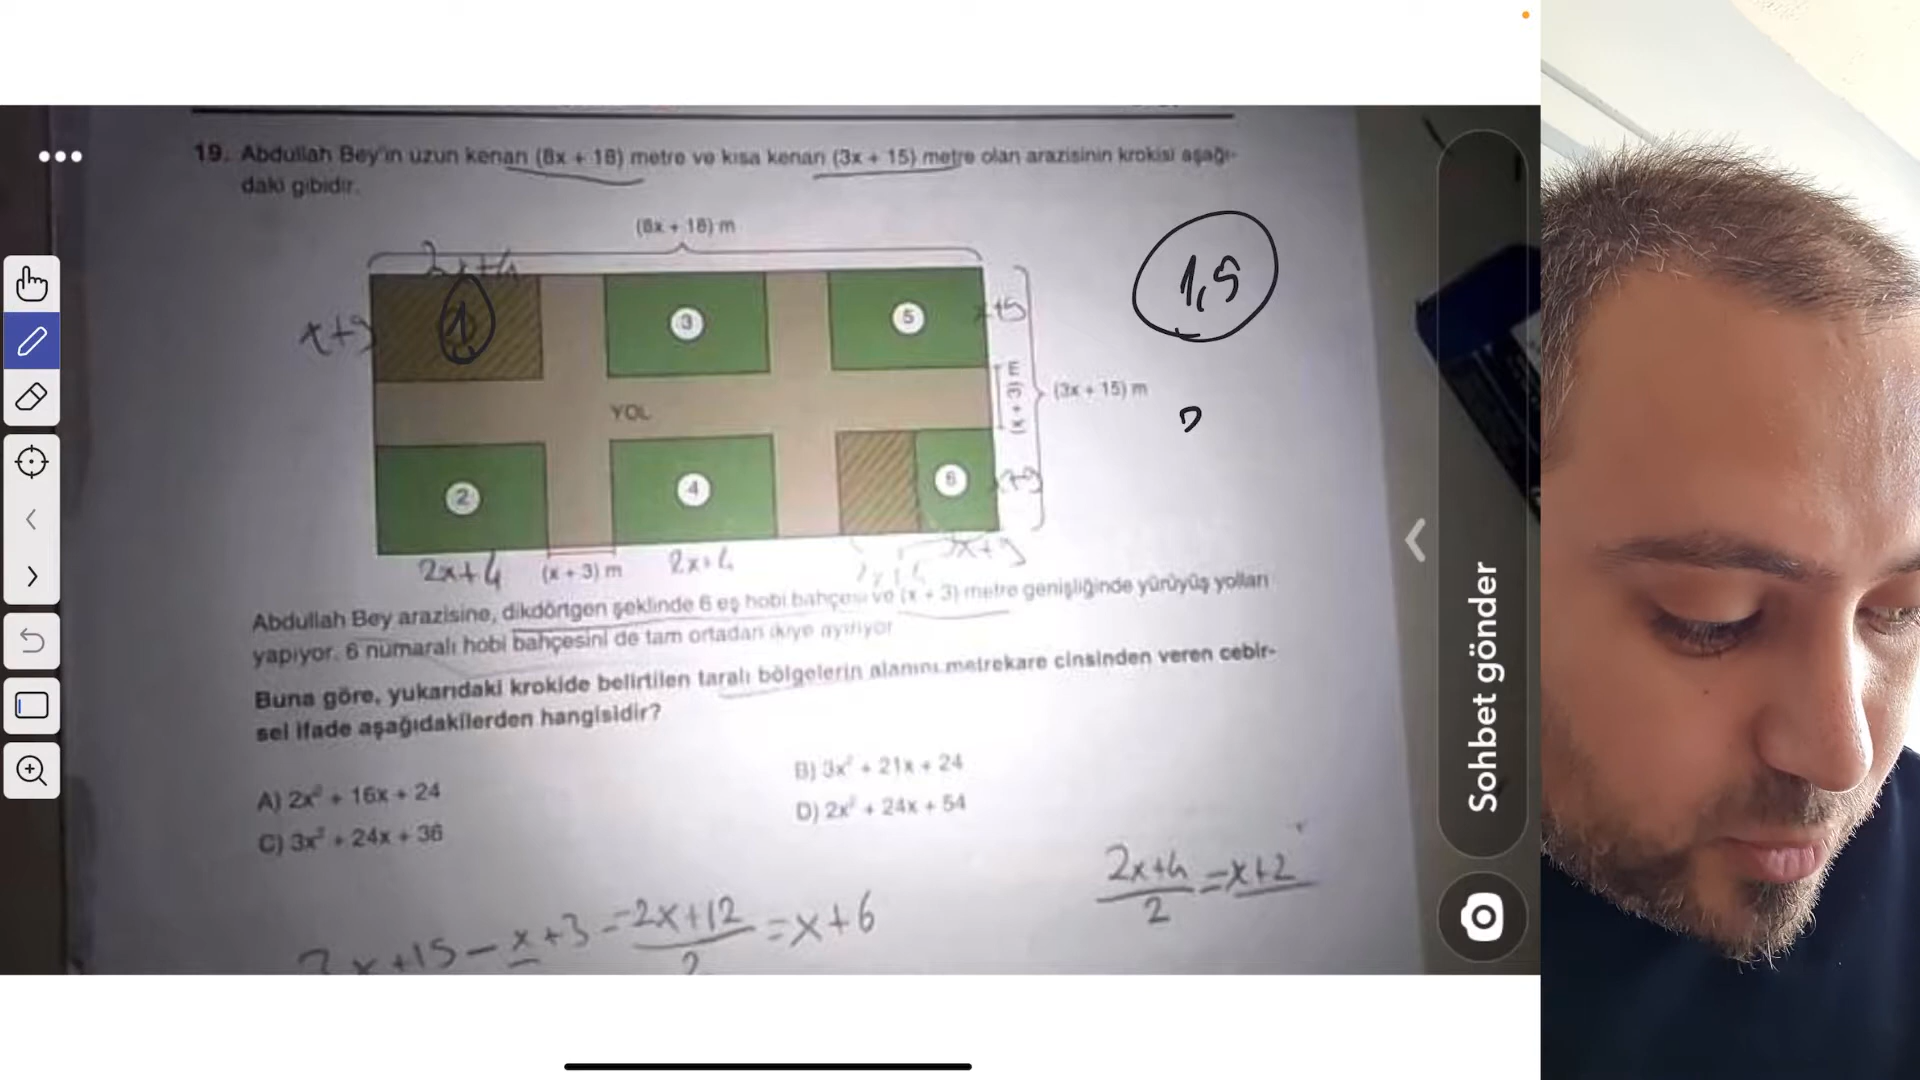 19. Abdullah Bey'in uzun kenarı (8x + 18) metre ve kısa kenarı (3x + 15) metre olan arazisinin krokisi aşağı-
daki gibidir.
(8x + 18) m
2x+4
x+9
1
3
5
x+5
(x + 3) m
(3x + 15) m
1,5
YOL
2
4
6
x+9
2x+4
(x + 3) m
2x+4
x+9
Abdullah Bey arazisine, dikdörtgen şeklinde 6 eş hobi bahçesi ve (x + 3) metre genişliğinde yürüyüş yolları
yapıyor. 6 numaralı hobi bahçesini de tam ortadan ikiye ayırıyor
Buna göre, yukarıdaki krokide belirtilen taralı bölgelerin alanını metrekare cinsinden veren cebir-
sel ifade aşağıdakilerden hangisidir?
A) 2x² + 16x + 24
B) 3x² + 21x + 24
C) 3x² + 24x + 36
D) 2x² + 24x + 54
2x+4
2
=x+2
x+15-x+3=-2x+12
2
=x+6
Sohbet gönder